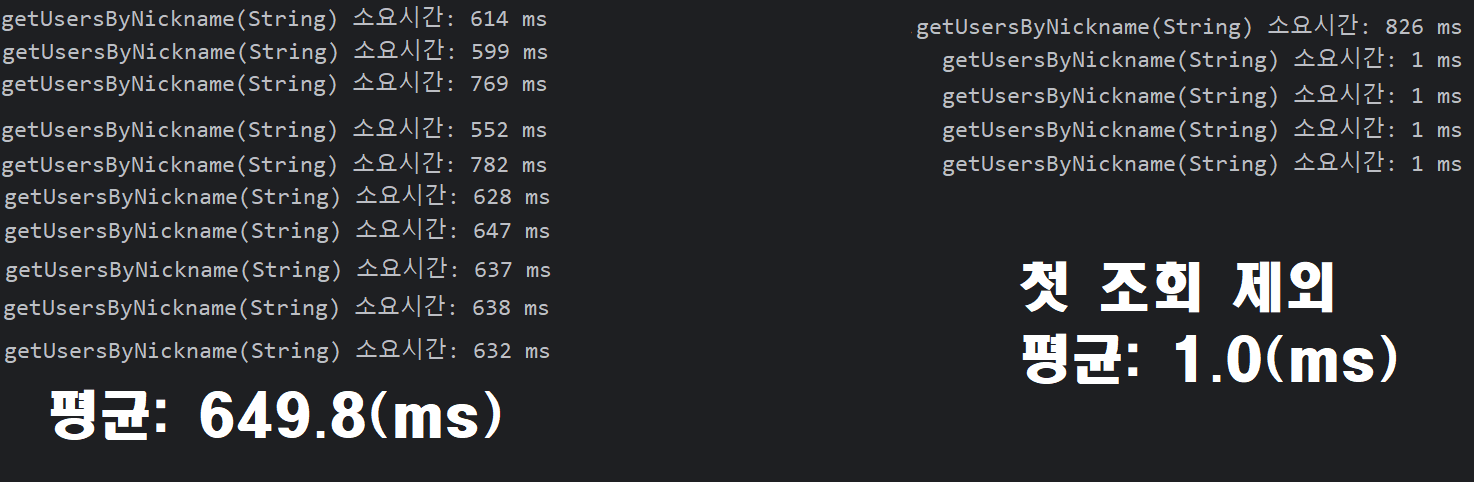 getUsersByNickname(String) 소요시간: 614 ms
getUsersByNickname(String) 소요시간: 599 ms
getUsersByNickname(String) 소요시간: 769 ms
getUsersByNickname(String) 소요시간: 552 ms
getUsersByNickname(String) 소요시간: 782 ms
getUsersByNickname(String) 소요시간: 628 ms
getUsersByNickname(String) 소요시간: 647 ms
getUsersByNickname(String) 소요시간: 637 ms
getUsersByNickname(String) 소요시간: 638 ms
getUsersByNickname(String) 소요시간: 632 ms
평균: 649.8(ms)
getUsersByNickname(String) 소요시간: 826 ms
getUsersByNickname(String) 소요시간: 1 ms
getUsersByNickname(String) 소요시간: 1 ms
getUsersByNickname(String) 소요시간: 1 ms
getUsersByNickname(String) 소요시간: 1 ms
첫 조회 제외
평균: 1.0(ms)